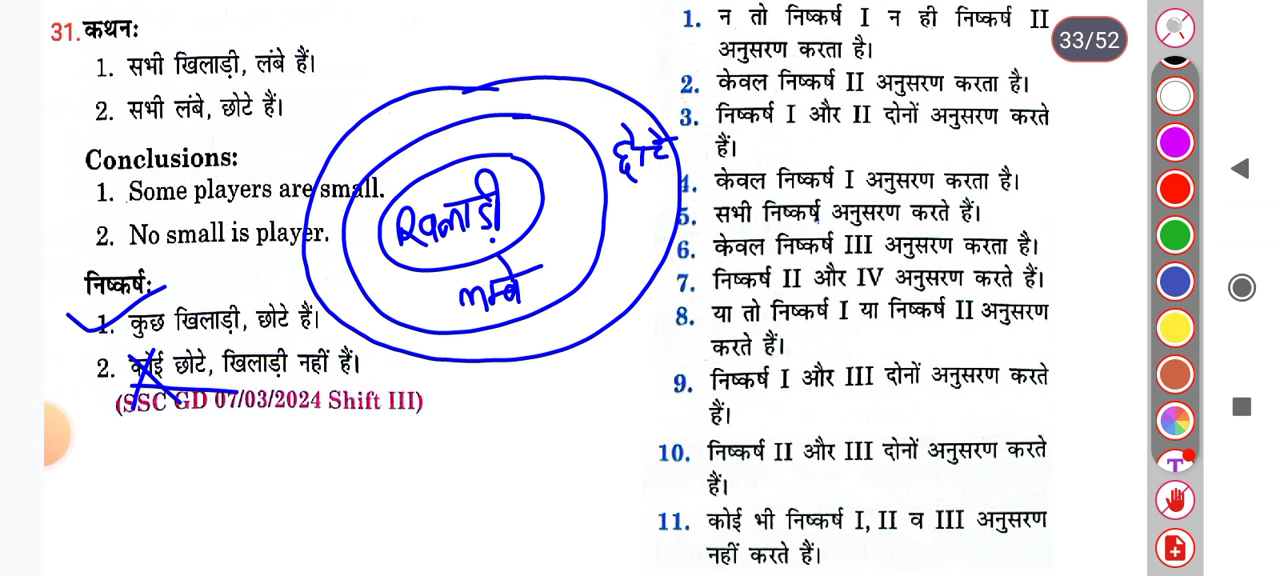 31. कथनः
1. सभी खिलाड़ी, लंबे हैं।
2. सभी लंबे, छोटे हैं।
Conclusions:
1. Some players are small.
2. No small is player.
निष्कर्षः
1. कुछ खिलाड़ी, छोटे हैं।
2. कोई छोटे, खिलाड़ी नहीं हैं।
(SSC GD 07/03/2024 Shift III)
खिलाड़ी
लम्बे
छोटे
1. न तो निष्कर्ष I न ही निष्कर्ष II
अनुसरण करता है।
2. केवल निष्कर्ष II अनुसरण करता है।
3. निष्कर्ष I और II दोनों अनुसरण करते
हैं।
4. केवल निष्कर्ष I अनुसरण करता है।
5. सभी निष्कर्ष अनुसरण करते हैं।
6. केवल निष्कर्ष III अनुसरण करता है।
7. निष्कर्ष II और IV अनुसरण करते हैं।
8. या तो निष्कर्ष I या निष्कर्ष II अनुसरण
करते हैं।
9. निष्कर्ष I और III दोनों अनुसरण करते
हैं।
10. निष्कर्ष II और III दोनों अनुसरण करते
हैं।
11. कोई भी निष्कर्ष I, II व III अनुसरण
नहीं करते हैं।
33/52
T